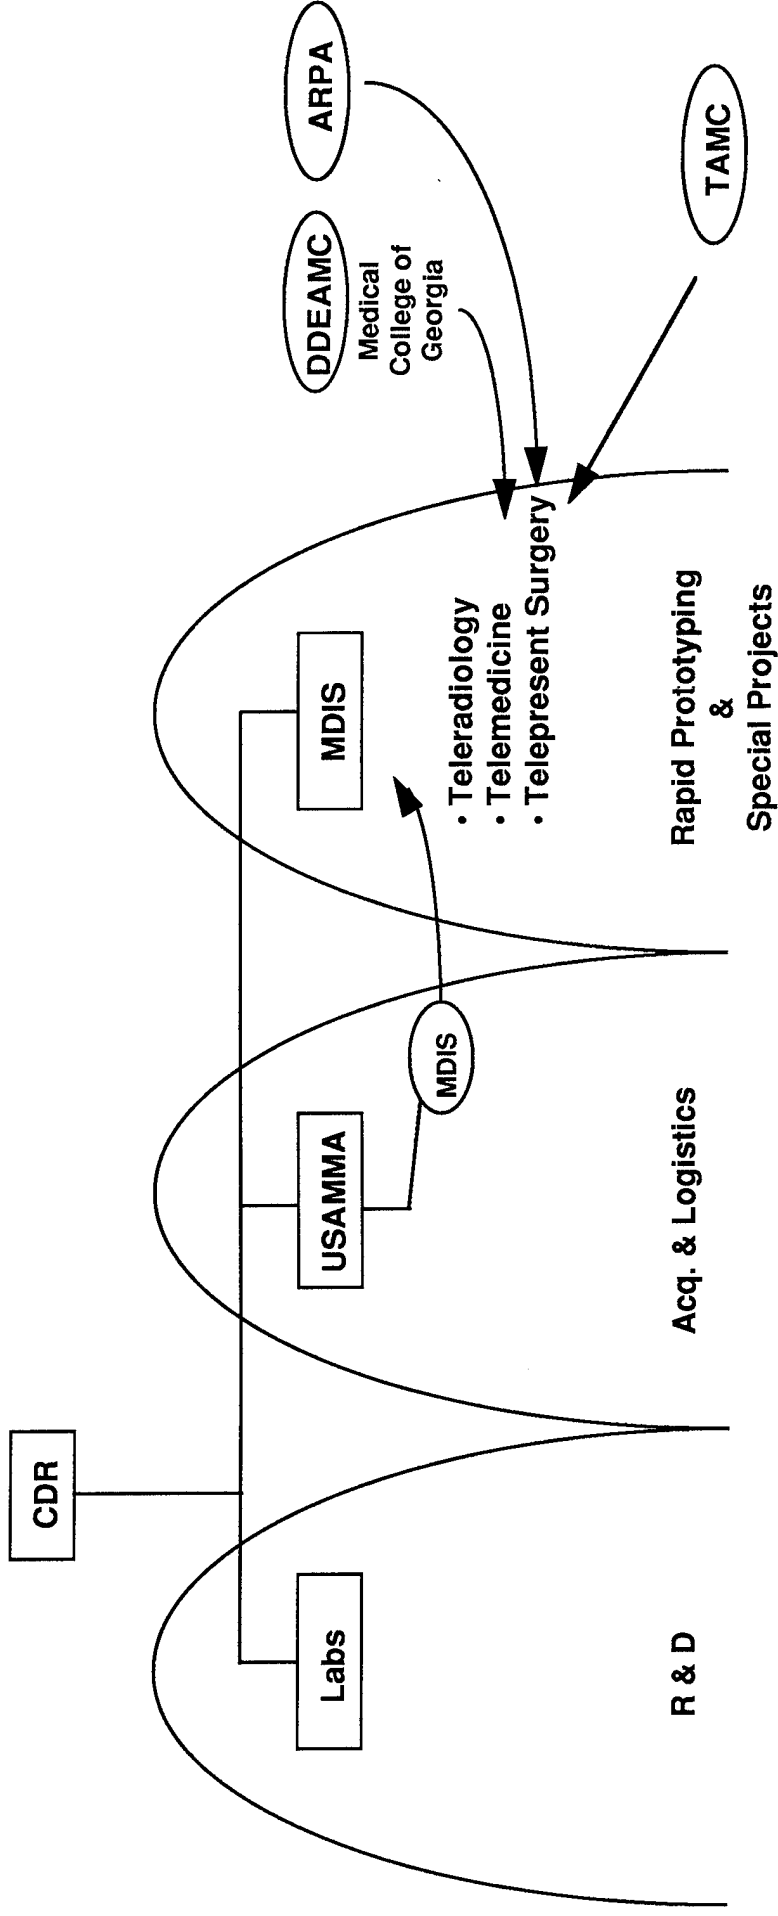 CDR
Labs
USAMMA
MDIS
MDIS
DDEAMC
Medical
College of
Georgia
ARPA
• Teleradiology
• Telemedicine
• Telepresent Surgery
TAMC
R & D
Acq. & Logistics
Rapid Prototyping
&
Special Projects